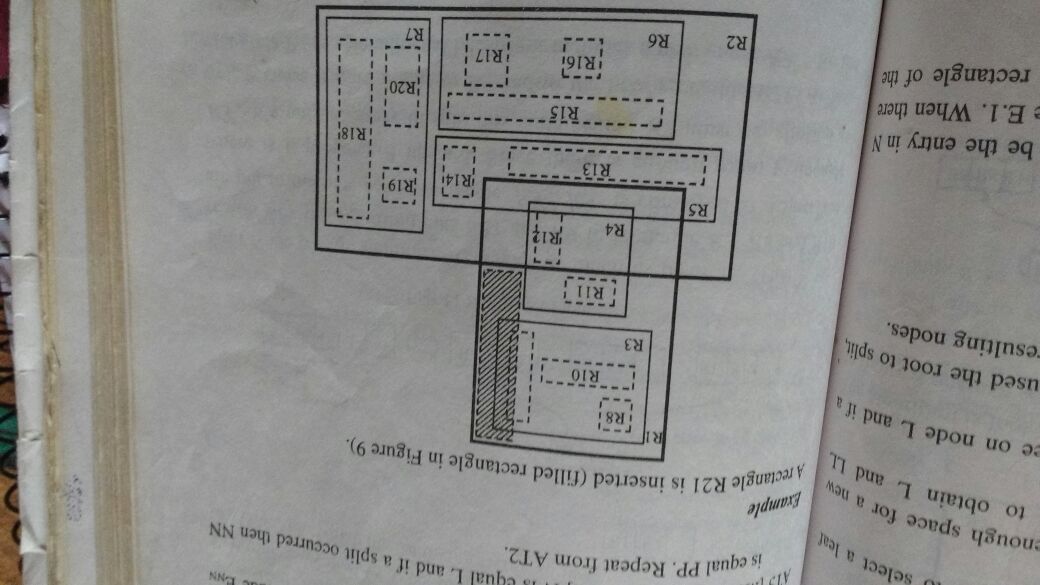 is equal L and if a split occurred then NN
is equal PP. Repeat from AT2.
Example
A rectangle R21 is inserted (filled rectangle in Figure 9).
R1
R8
R10
R3
R11
R4
R12
R5
R13
R14
R19
R15
R18
R20
R16
R17
R6
R7
R2
select a leaf
enough space for a new
to obtain L and LL
on node L and if a
used the root to split,
resulting nodes.
be the entry in N
E.1. When there
rectangle of the